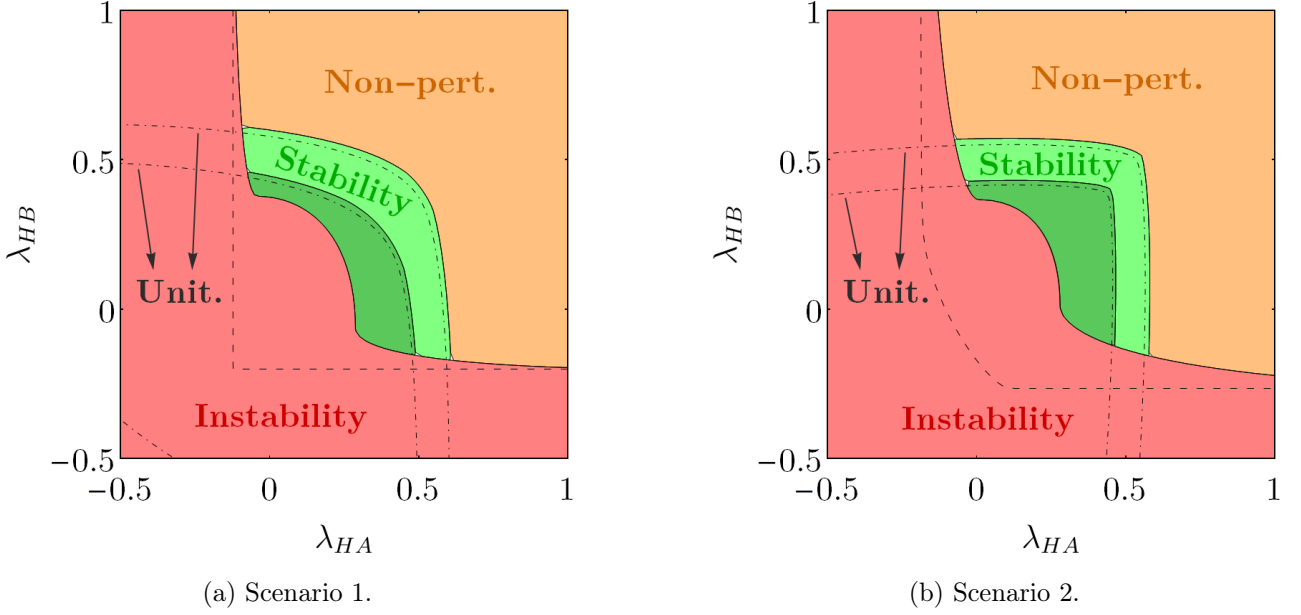 1
Non-pert.
0.5
Stability
λHB
0
Unit.
Instability
−0.5
−0.5
0
0.5
1
λHA
(a) Scenario 1.
1
Non-pert.
0.5
Stability
λHB
0
Unit.
Instability
−0.5
−0.5
0
0.5
1
λHA
(b) Scenario 2.